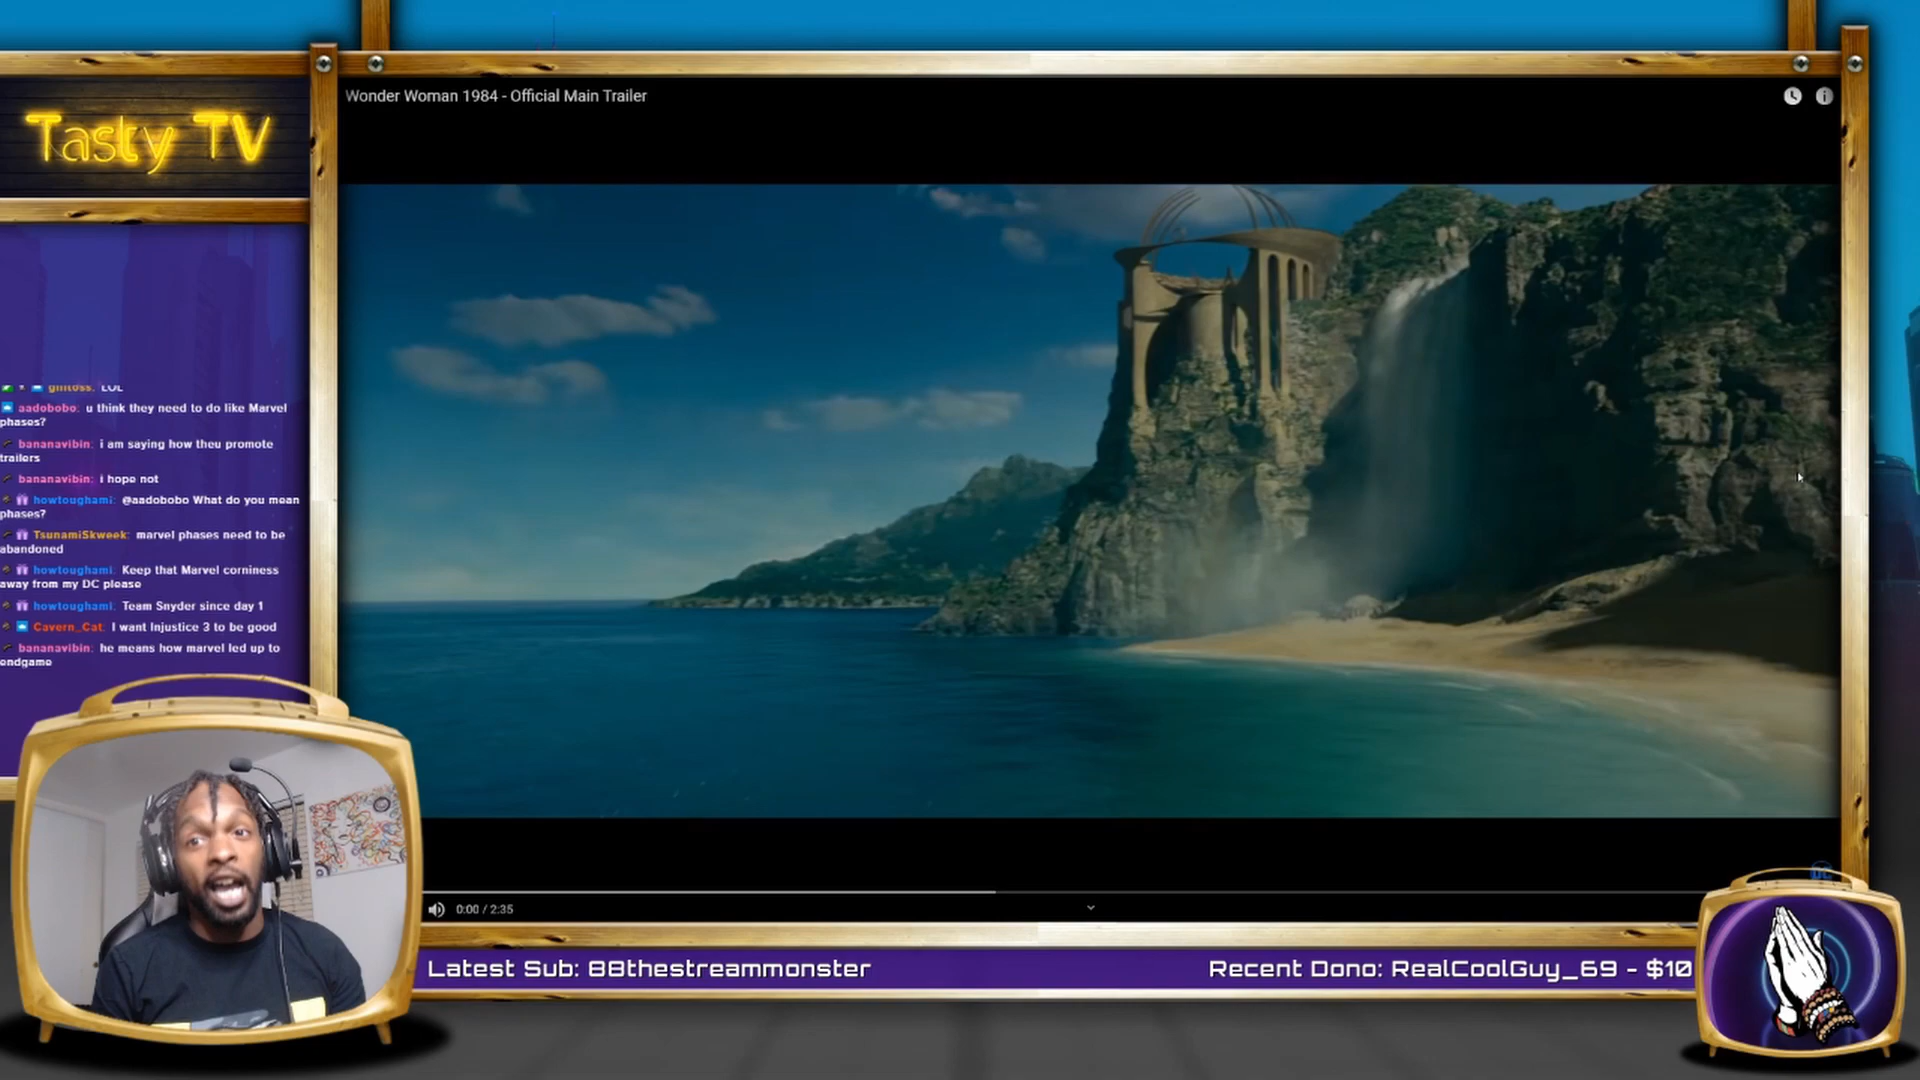 Wonder Woman 1984 - Official Main Trailer
Tasty TV
LOL
aadobobo: u think they need to do like Marvel
phases?
bananavibin: i am saying how theu promote
trailers
bananavibin: i hope not
howtoughami: @aadobobo What do you mean
phases?
TsunamiSkweek: marvel phases need to be
abandoned
howtoughami: Keep that Marvel corniness
away from my DC please
howtoughami: Team Snyder since day 1
Cavern_Cat: I want Injustice 3 to be good
bananavibin: he means how marvel led up to
endgame
DC
0:00 / 2:35
Latest Sub: 88thestreammonster
Recent Dono: RealCoolGuy_69 - $10